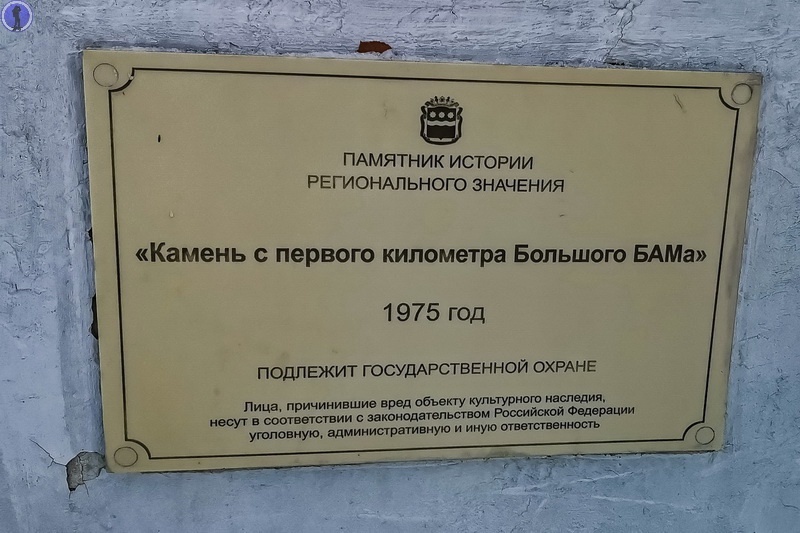 ПАМЯТНИК ИСТОРИИ
РЕГИОНАЛЬНОГО ЗНАЧЕНИЯ
«Камень с первого километра Большого БАМа»
1975 год
ПОДЛЕЖИТ ГОСУДАРСТВЕННОЙ ОХРАНЕ
Лица, причинившие вред объекту культурного наследия,
несут в соответствии с законодательством Российской Федерации
уголовную, административную и иную ответственность